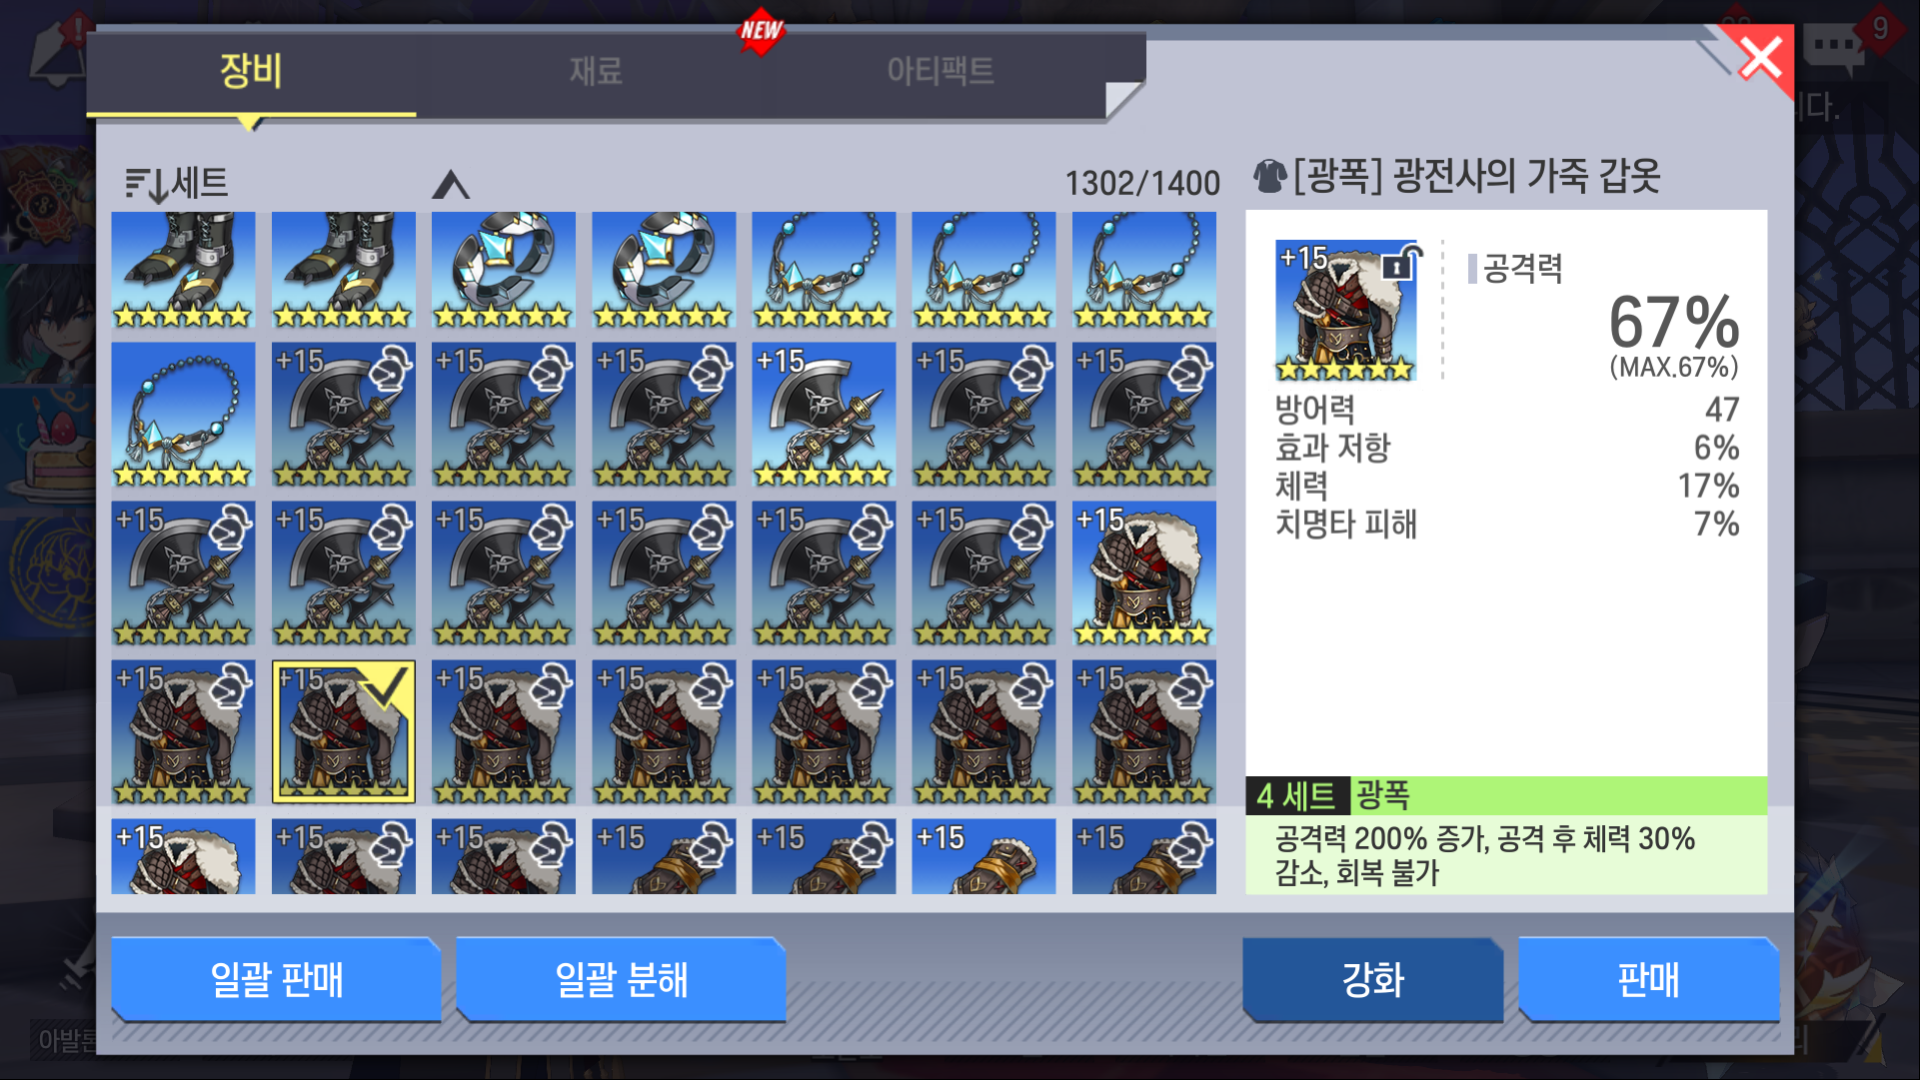 NEW
장비
재료
아티팩트
9
니다.
세트
1302/1400
[광폭] 광전사의 가죽 갑옷
+15
공격력
67%
(MAX.67%)
방어력 47
효과 저항 6%
체력 17%
치명타 피해 7%
+15 +15 +15 +15 +15 +15
+15 +15 +15 +15 +15 +15 +15
+15 +15 +15 +15 +15 +15 +15
+15 +15 +15 +15 +15 +15 +15
4 세트 광폭
공격력 200% 증가, 공격 후 체력 30%
감소, 회복 불가
일괄 판매
일괄 분해
강화
판매
아발론